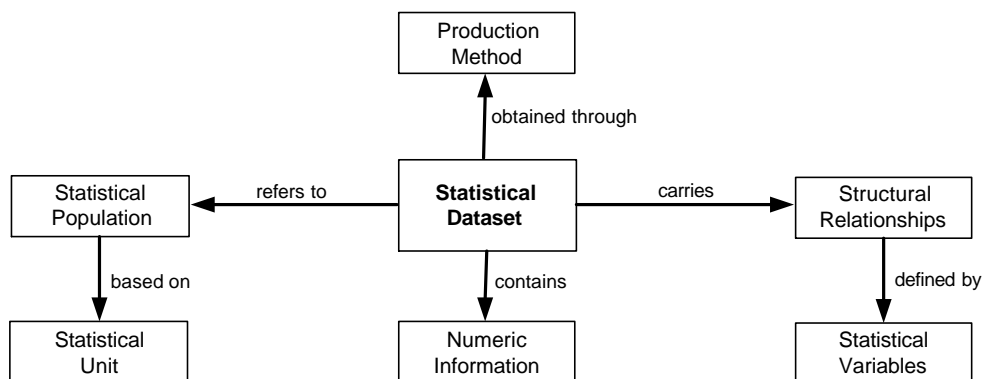 Production
Method
obtained through
Statistical
Population
refers to
Statistical
Dataset
carries
Structural
Relationships
based on
contains
defined by
Statistical
Unit
Numeric
Information
Statistical
Variables